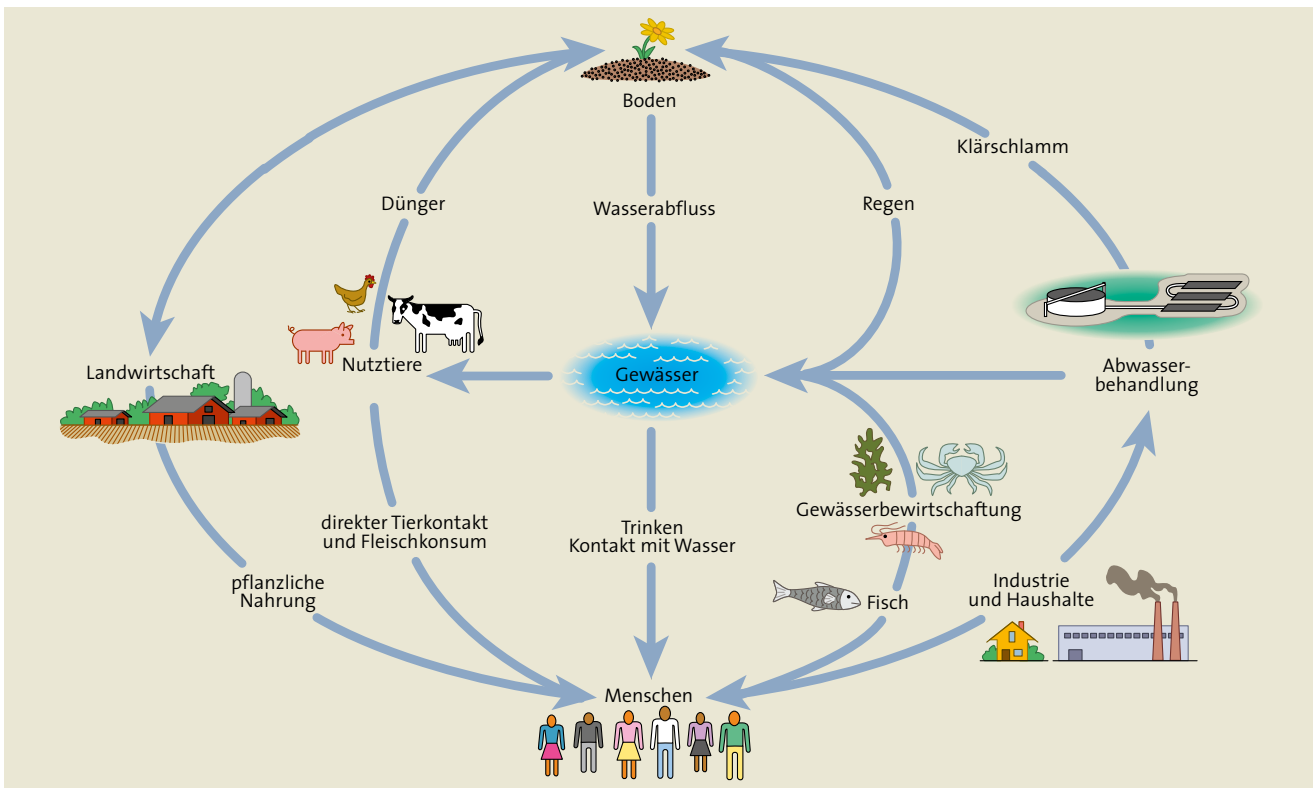 Boden
Klärschlamm
Dünger
Wasserabfluss
Regen
Landwirtschaft
Nutztiere
Gewässer
Abwasser-
behandlung
direkter Tierkontakt
und Fleischkonsum
Trinken
Kontakt mit Wasser
Gewässerbewirtschaftung
pflanzliche
Nahrung
Fisch
Industrie
und Haushalte
Menschen